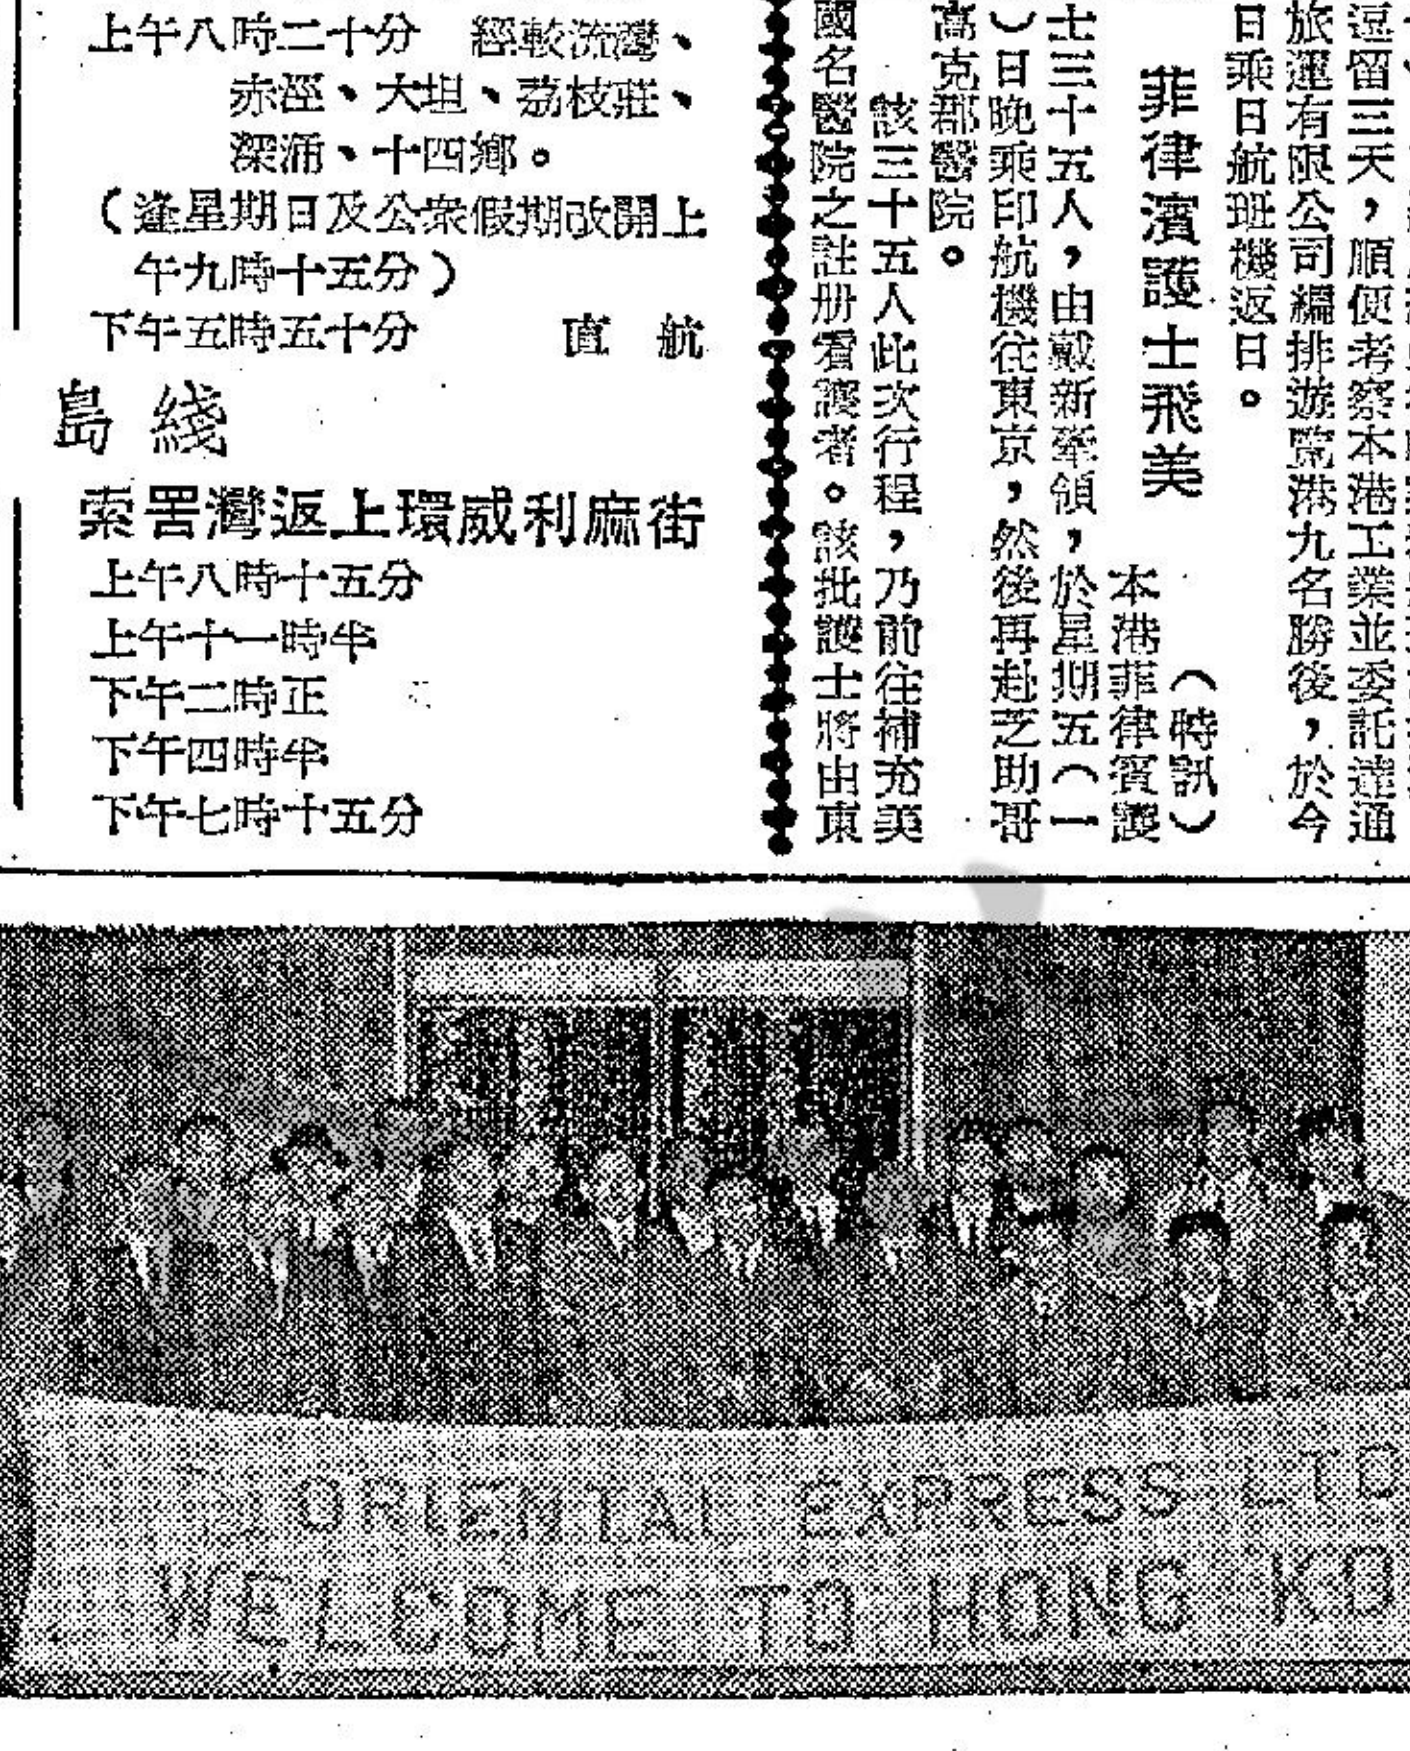 逗留三天，順便考察本港工業並委託達通
旅運有限公司編排遊覽港九名勝後，於今
日乘日航班機返日。
菲律濱護士飛美
（時訊）
本港菲律賓護
士三十五人，由戴新牽領，於星期五（一
）日晚乘印航機往東京，然後再赴芝助哥
高克郡醫院。
該三十五人此次行程，乃前往補充美
國名醫院之註册看護者。該批護士將由東
上午八時二十分　經較流灣、
赤涇、大坦、荔枝莊、
深涌、十四鄉。
（逢星期日及公衆假期改開上
午九時十五分）
下午五時五十分　直　航
島綫
索罟灣返上環威利麻街
上午八時十五分
上午十一時半
下午二時正
下午四時半
下午七時十五分
ORIENTAL EXPRESS LTD
WELCOME TO HONG KO